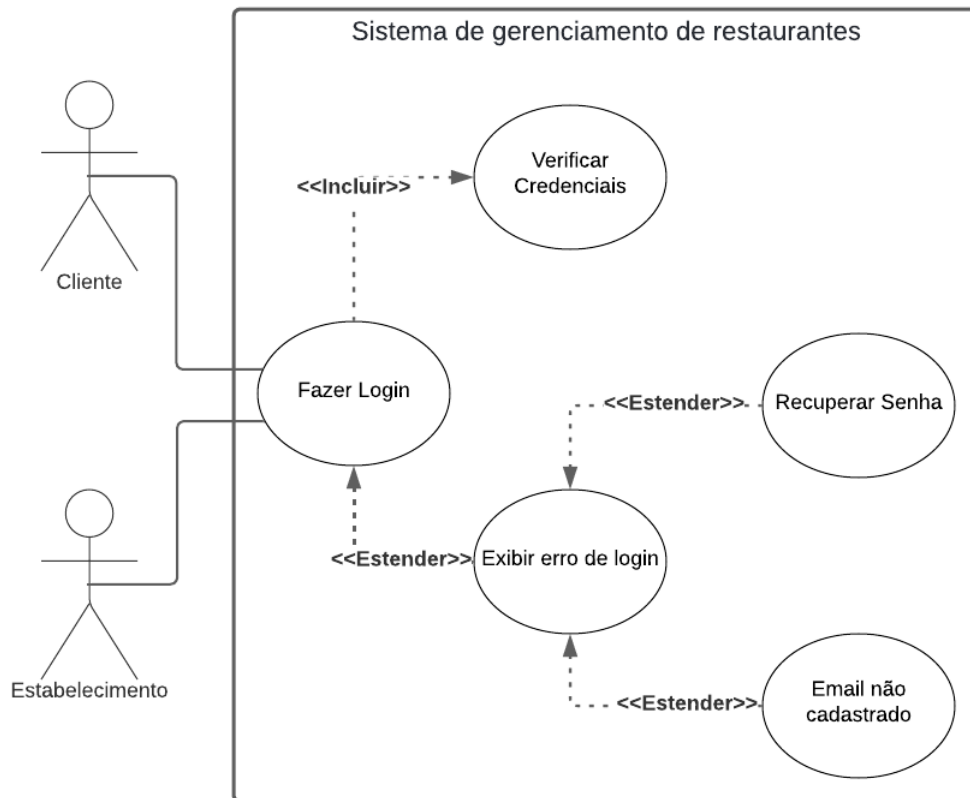 Sistema de gerenciamento de restaurantes
Verificar
Credenciais
<<Incluir>>
Cliente
Fazer Login
<<Estender>>
Recuperar Senha
<<Estender>>
Exibir erro de login
Estabelecimento
<<Estender>>
Email não
cadastrado